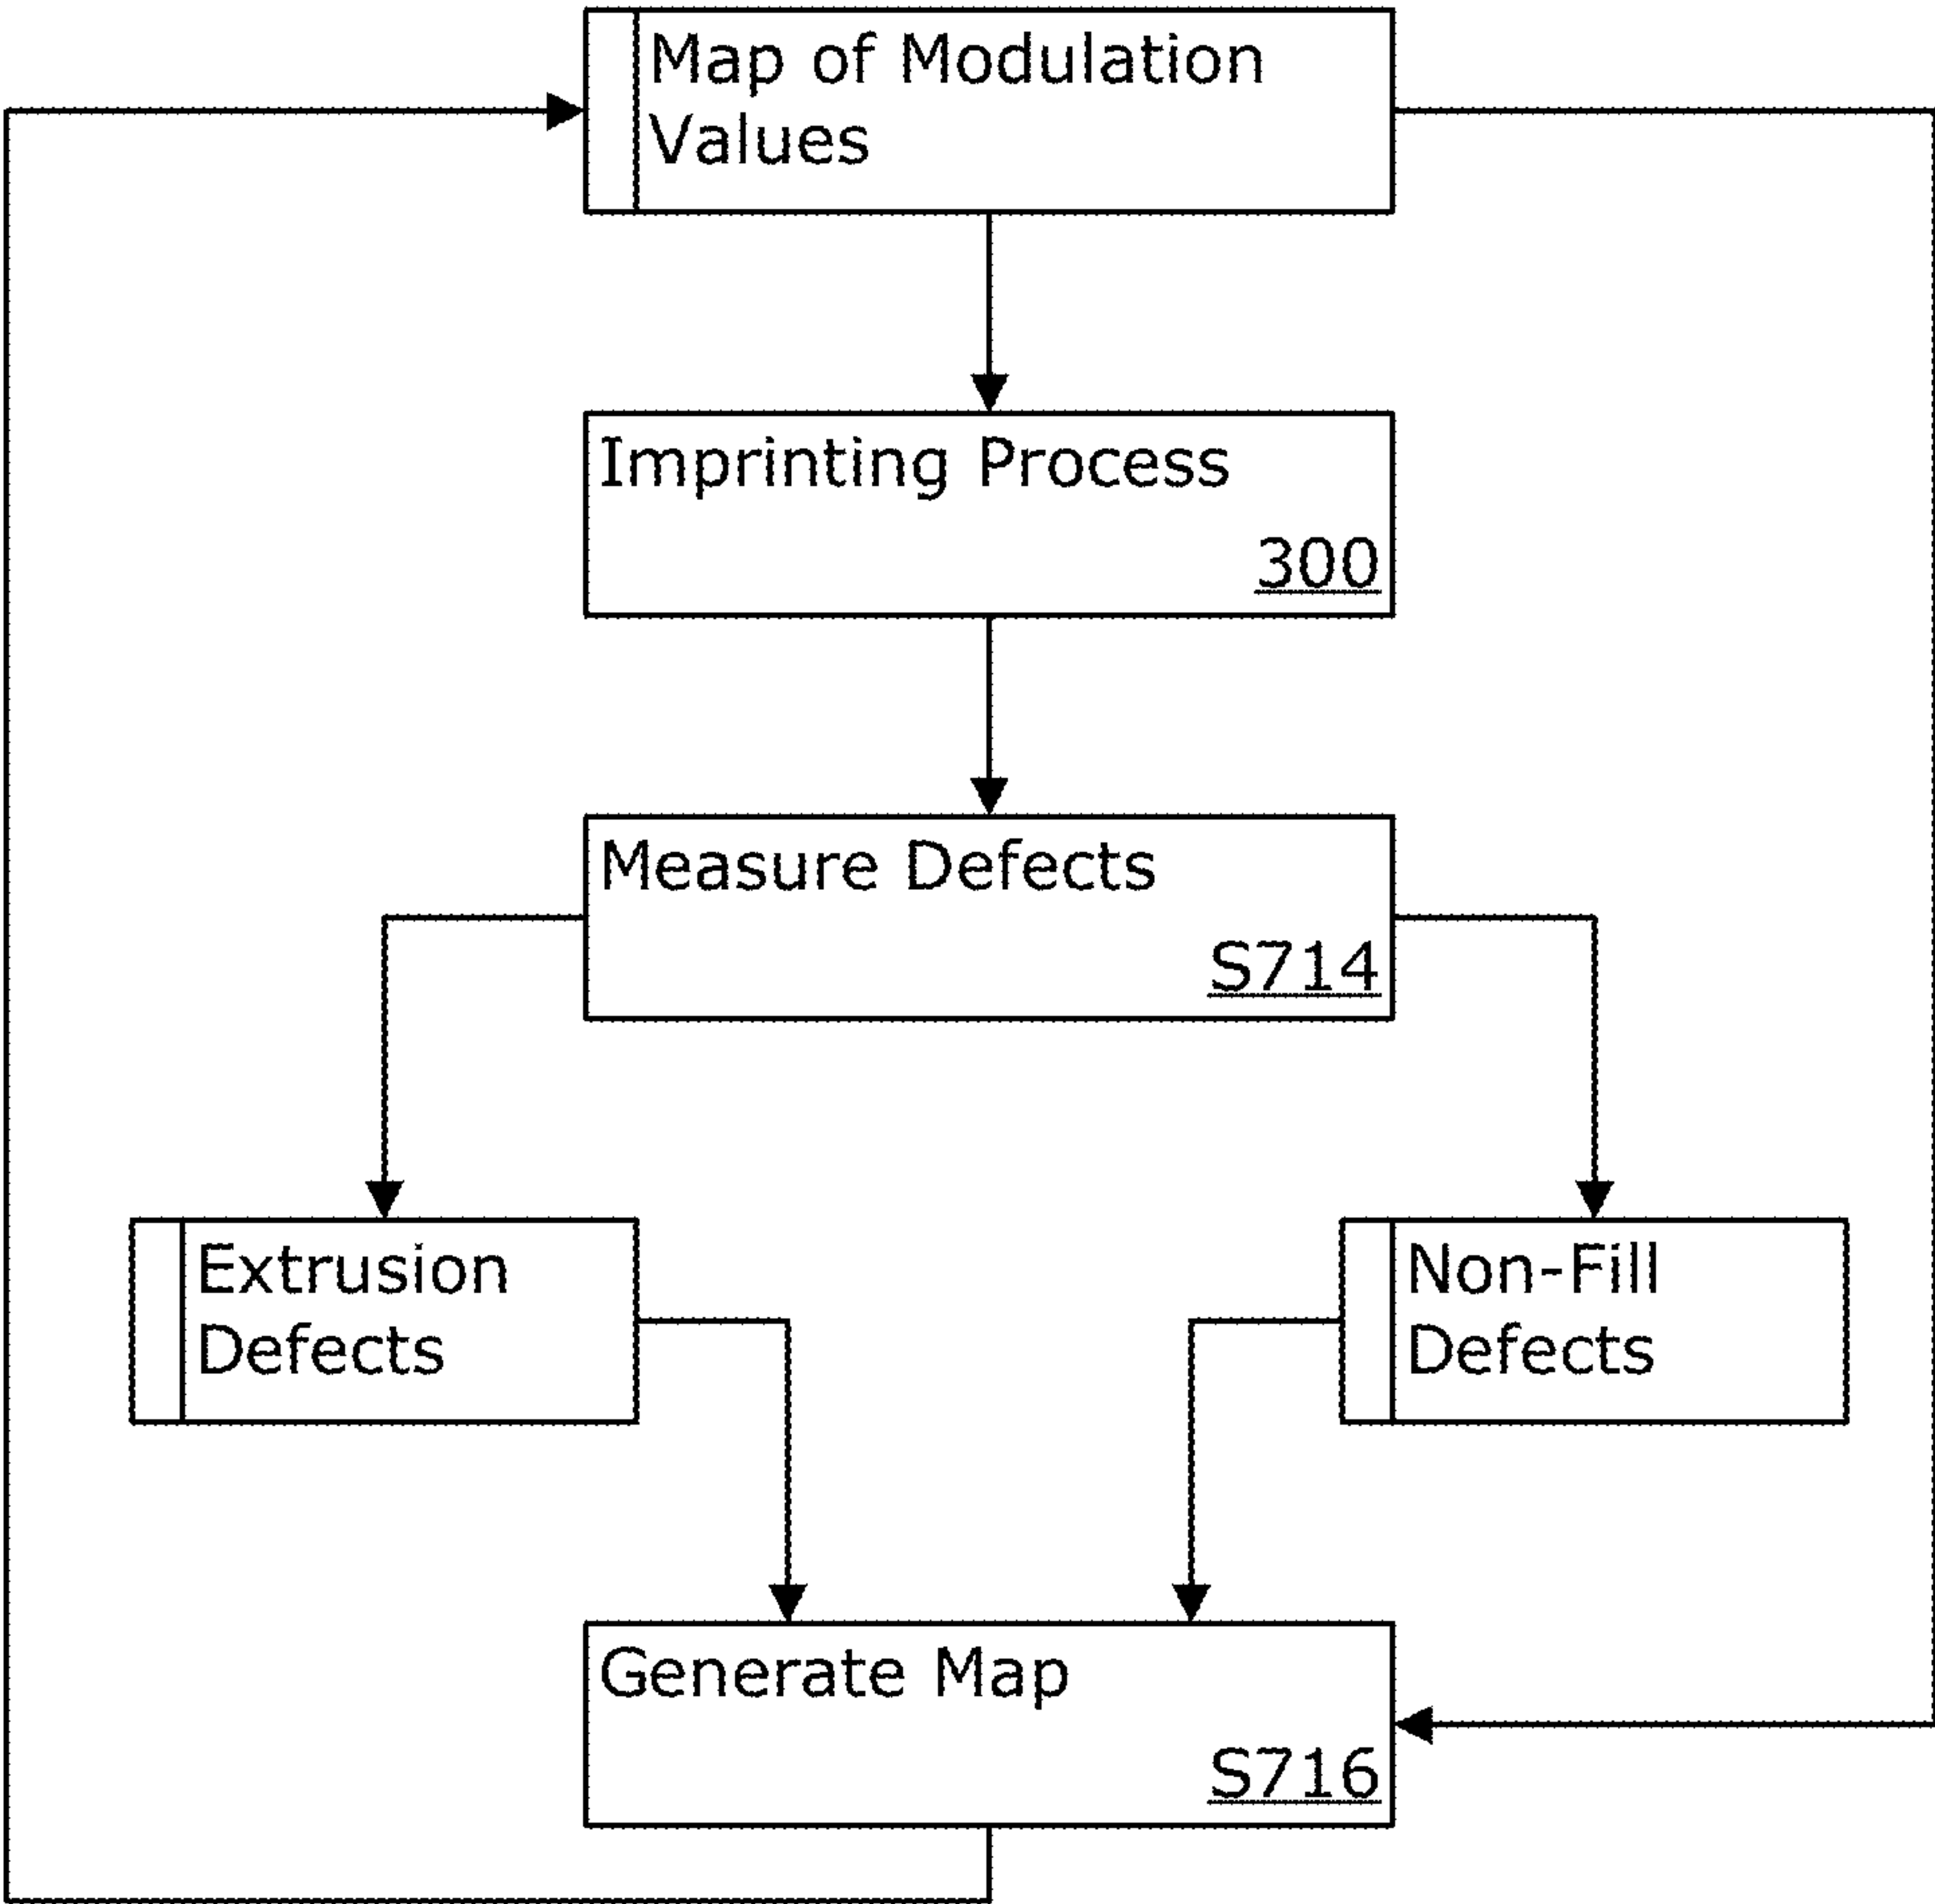 Map of Modulation
Values
Imprinting Process
300
Measure Defects
S714
Extrusion
Defects
Non-Fill
Defects
Generate Map
S716